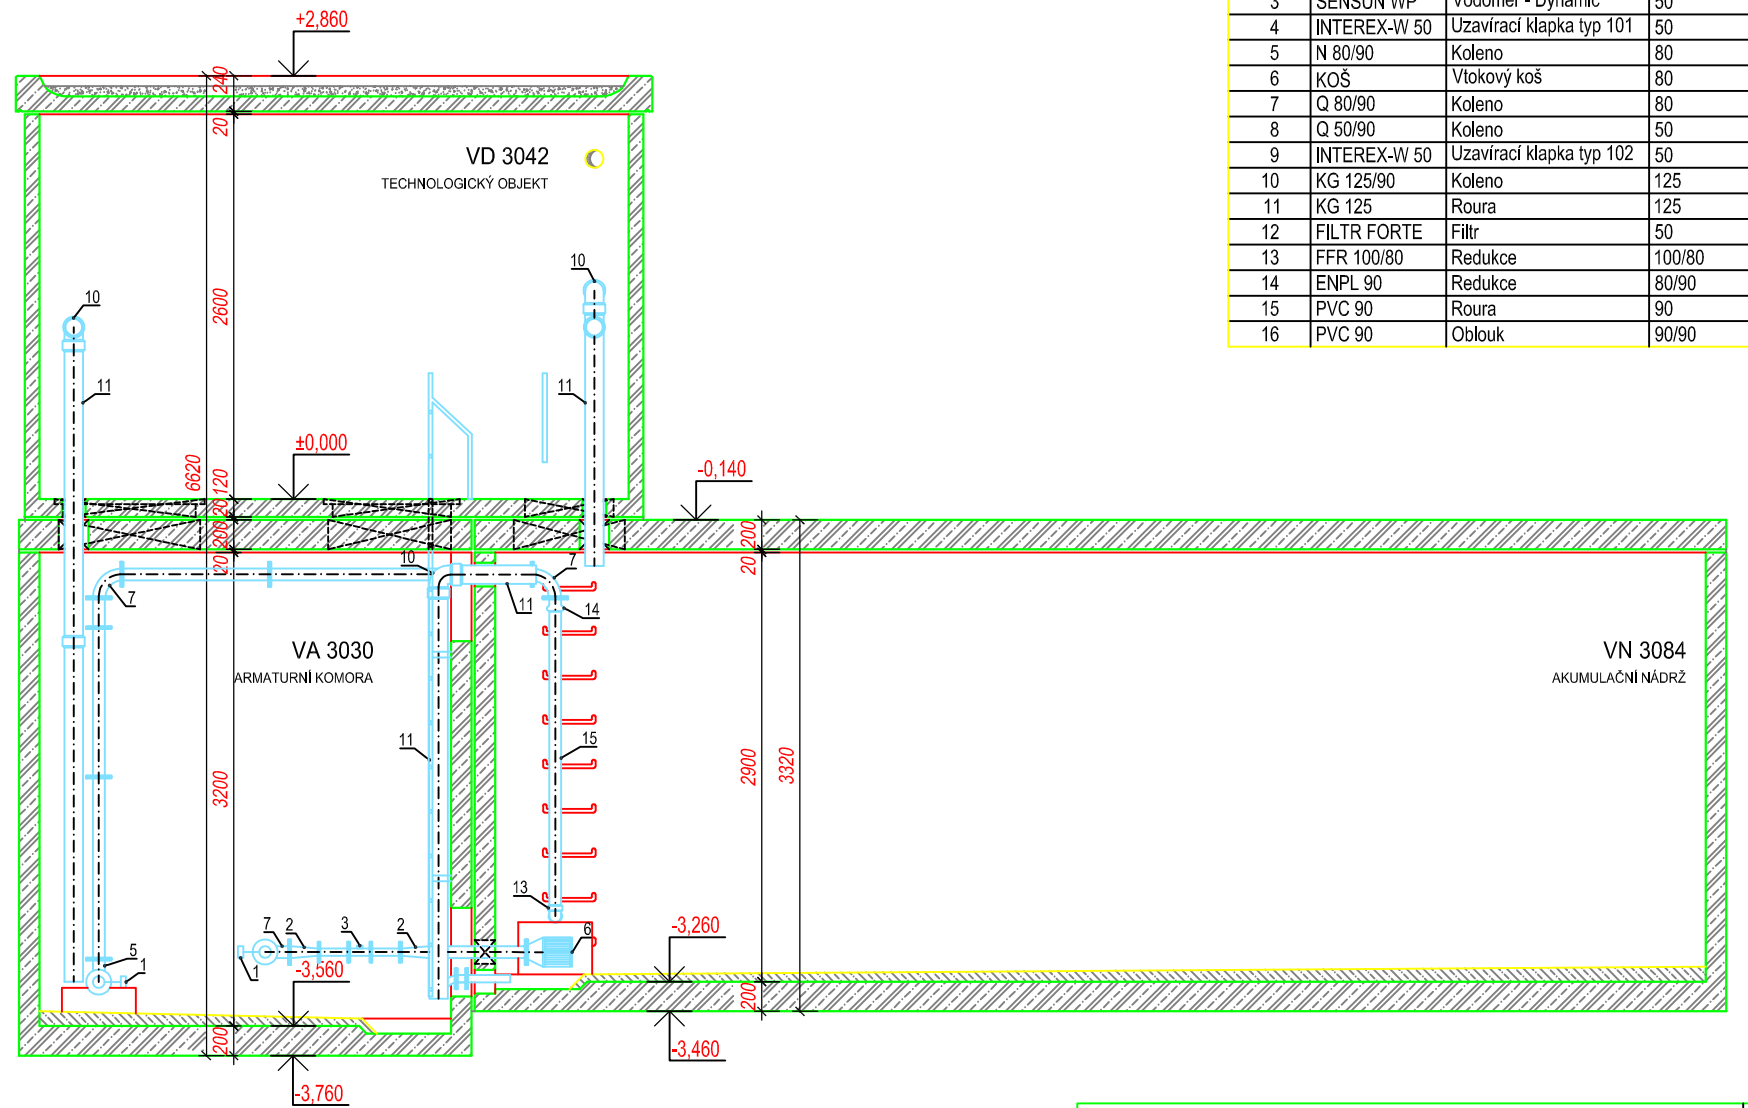 +2,860
3 SENSUN WP Vodoměr - Dynamic 50
4 INTEREX-W 50 Uzavírací klapka typ 101 50
5 N 80/90 Koleno 80
6 KOŠ Vtokový koš 80
7 Q 80/90 Koleno 80
8 Q 50/90 Koleno 50
9 INTEREX-W 50 Uzavírací klapka typ 102 50
10 KG 125/90 Koleno 125
11 KG 125 Roura 125
12 FILTR FORTE Filtr 50
13 FFR 100/80 Redukce 100/80
14 ENPL 90 Redukce 80/90
15 PVC 90 Roura 90
16 PVC 90 Oblouk 90/90
240
20
VD 3042
TECHNOLOGICKÝ OBJEKT
10
10
2600
11
11
±0,000
-0,140
6620
120
20
200
200
20
20
10
7
7
11
14
VA 3030
ARMATURNÍ KOMORA
VN 3084
AKUMULAČNÍ NÁDRŽ
11
15
3200
2900
3320
13
7
2
3
2
6
-3,260
5
1
1
-3,560
200
200
-3,460
-3,760